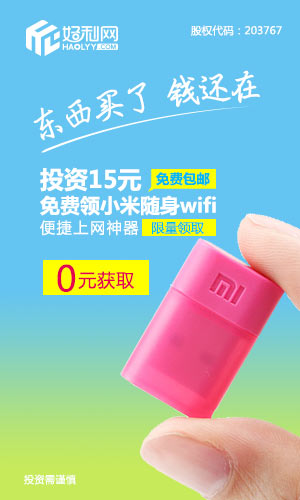 好利网
HAOLYY.COM
股权代码：203767
东西买了 钱还在
投资15元 免费包邮
免费领小米随身wifi
便捷上网神器 限量领取
0元获取
mi
投资需谨慎